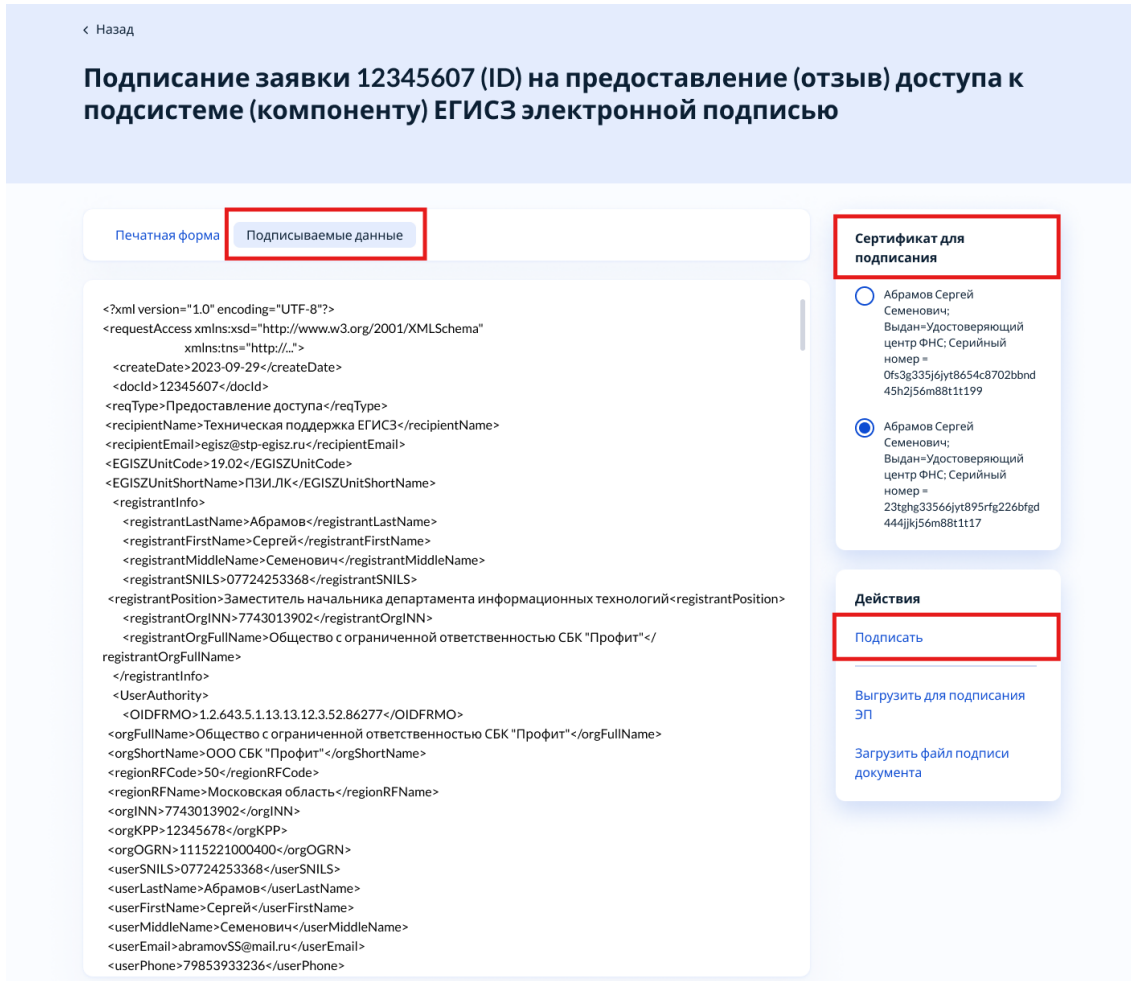 ‹ Назад
Подписание заявки 12345607 (ID) на предоставление (отзыв) доступа к
подсистеме (компоненту) ЕГИСЗ электронной подписью
Печатная форма
Подписываемые данные
<?xml version="1.0" encoding="UTF-8"?>
<requestAccess xmlns:xsd="http://www.w3.org/2001/XMLSchema"
xmlns:tns="http://...">
<createDate>2023-09-29</createDate>
<docId>12345607</docId>
<reqType>Предоставление доступа</reqType>
<recipientName>Техническая поддержка ЕГИСЗ</recipientName>
<recipientEmail>egisz@stp-egisz.ru</recipientEmail>
<EGISZUnitCode>19.02</EGISZUnitCode>
<EGISZUnitShortName>ПЗИ.ЛК</EGISZUnitShortName>
<registrantInfo>
<registrantLastName>Абрамов</registrantLastName>
<registrantFirstName>Сергей</registrantFirstName>
<registrantMiddleName>Семенович</registrantMiddleName>
<registrantSNILS>07724253368</registrantSNILS>
<registrantPosition>Заместитель начальника департамента информационных технологий<registrantPosition>
<registrantOrgINN>7743013902</registrantOrgINN>
<registrantOrgFullName>Общество с ограниченной ответственностью СБК "Профит"</
registrantOrgFullName>
</registrantInfo>
<UserAuthority>
<OIDFRMO>1.2.643.5.1.13.13.12.3.52.86277</OIDFRMO>
<orgFullName>Общество с ограниченной ответственностью СБК "Профит"</orgFullName>
<orgShortName>ООО СБК "Профит"</orgShortName>
<regionRFCode>50</regionRFCode>
<regionRFName>Московская область</regionRFName>
<orgINN>7743013902</orgINN>
<orgKPP>12345678</orgKPP>
<orgOGRN>1115221000400</orgOGRN>
<userSNILS>07724253368</userSNILS>
<userLastName>Абрамов</userLastName>
<userFirstName>Сергей</userFirstName>
<userMiddleName>Семенович</userMiddleName>
<userEmail>abramovSS@mail.ru</userEmail>
<userPhone>79853933236</userPhone>
Сертификат для
подписания
Абрамов Сергей
Семенович;
Выдан=Удостоверяющий
центр ФНС; Серийный
номер =
0fs3g335j6jyt8654c8702bbnd
45h2j56m88t1t199
Абрамов Сергей
Семенович;
Выдан=Удостоверяющий
центр ФНС; Серийный
номер =
23tghg33566jyt895rfg226bfgd
444jjkj56m88t1t17
Действия
Подписать
Выгрузить для подписания
ЭП
Загрузить файл подписи
документа